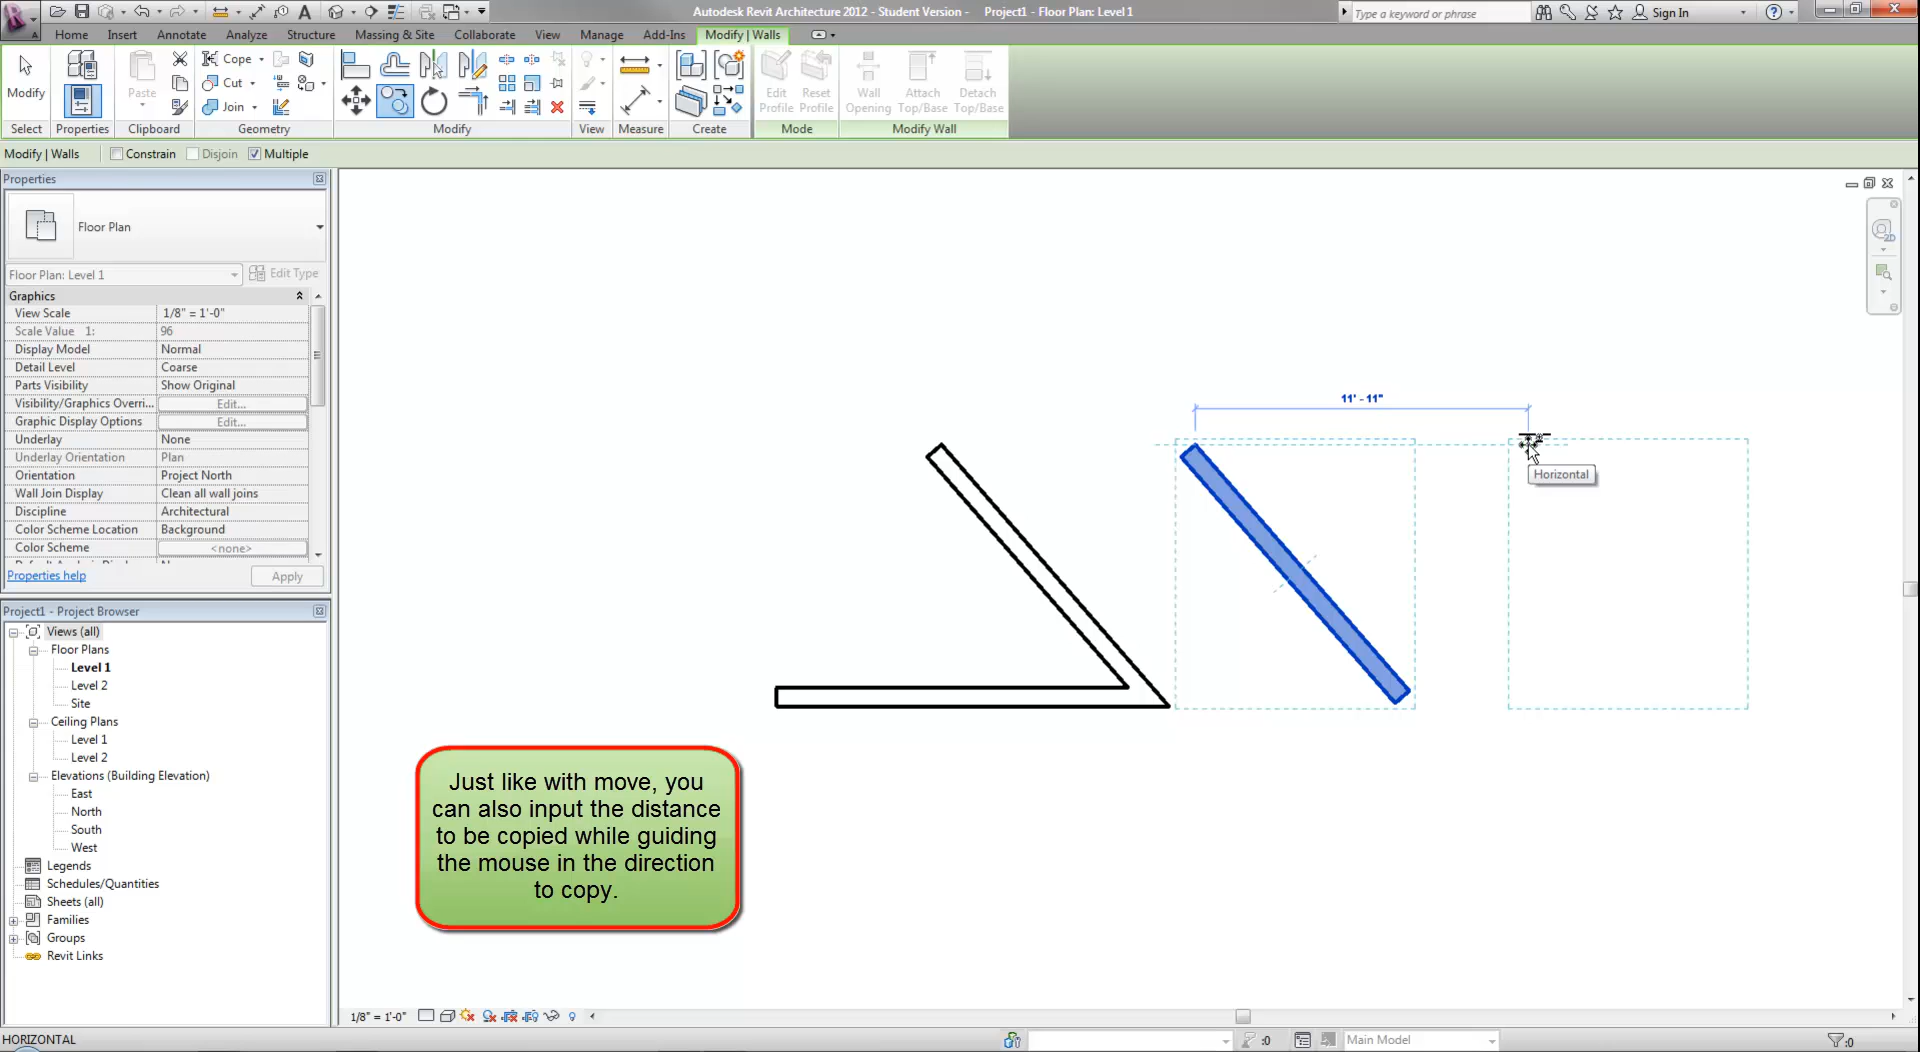 Autodesk Revit Architecture 2012 - Student Version -     Project1 - Floor Plan: Level 1
Type a keyword or phrase
Sign In
Home Insert Annotate Analyze Structure Massing & Site Collaborate View Manage Add-Ins Modify | Walls
Modify
Paste
Cope
Cut
Join
Edit Profile
Reset Profile
Wall Opening
Attach Top/Base
Detach Top/Base
Select Properties Clipboard Geometry Modify View Measure Create Mode Modify Wall
Modify | Walls Constrain Disjoin Multiple
Properties
Floor Plan
Floor Plan: Level 1 Edit Type
Graphics
View Scale 1/8" = 1'-0"
Scale Value 1: 96
Display Model Normal
Detail Level Coarse
Parts Visibility Show Original
Visibility/Graphics Overri... Edit...
Graphic Display Options Edit...
Underlay None
Underlay Orientation Plan
Orientation Project North
Wall Join Display Clean all wall joins
Discipline Architectural
Color Scheme Location Background
Color Scheme <none>
Properties help Apply
Project1 - Project Browser
Views (all)
Floor Plans
Level 1
Level 2
Site
Ceiling Plans
Level 1
Level 2
Elevations (Building Elevation)
East
North
South
West
Legends
Schedules/Quantities
Sheets (all)
Families
Groups
Revit Links
11' - 11"
Horizontal
2D
Just like with move, you
can also input the distance
to be copied while guiding
the mouse in the direction
to copy.
1/8" = 1'-0"
HORIZONTAL
:0
Main Model
:0